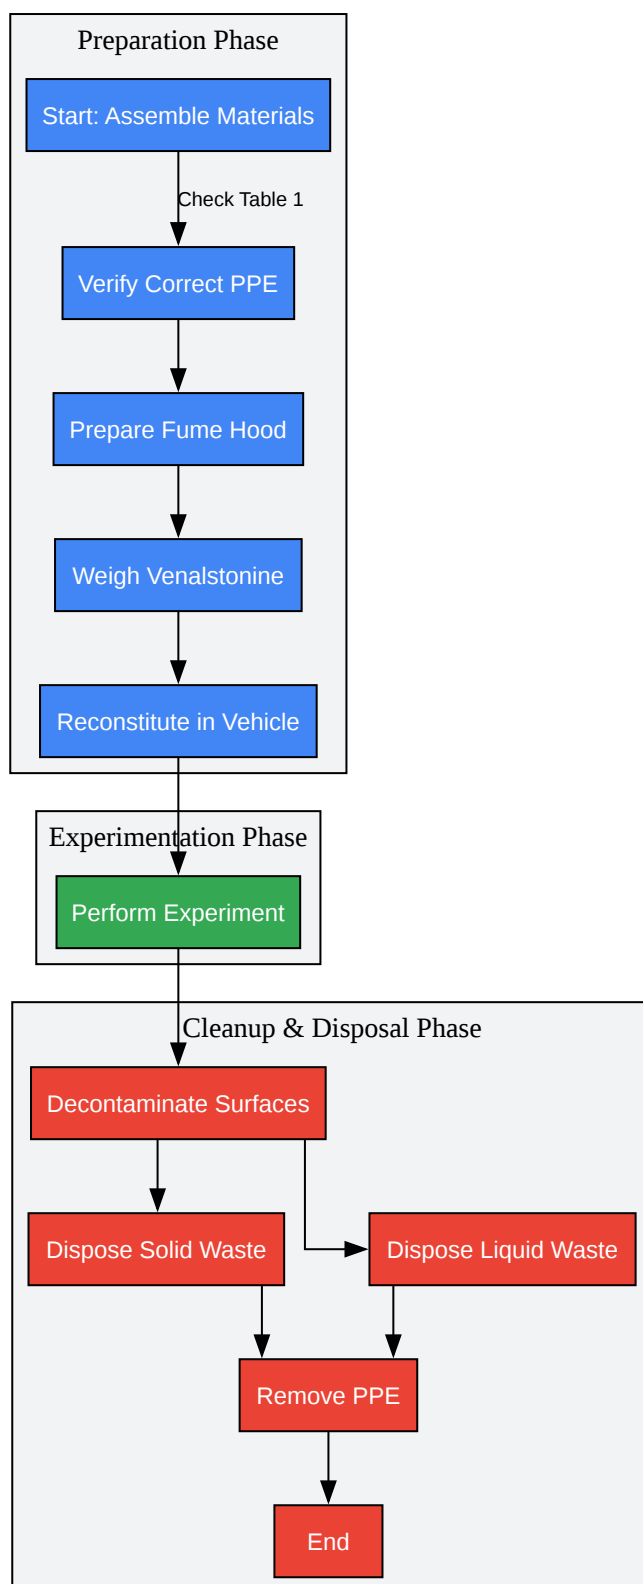 Preparation Phase
Start: Assemble Materials
Check Table 1
Verify Correct PPE
Prepare Fume Hood
Weigh Venalstonine
Reconstitute in Vehicle
Experimentation Phase
Perform Experiment
Cleanup & Disposal Phase
Decontaminate Surfaces
Dispose Solid Waste
Dispose Liquid Waste
Remove PPE
End